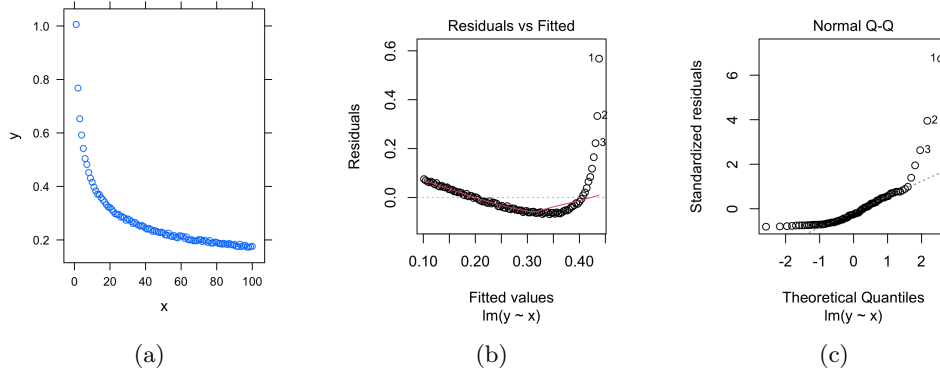 1.0
0.8
0.6
0.4
0.2
y
0
20
40
60
80
100
x
(a)
Residuals vs Fitted
0.6
0.4
0.2
0.0
Residuals
1
2
3
0.10
0.20
0.30
0.40
Fitted values
lm(y ~ x)
(b)
Normal Q-Q
6
4
2
0
Standardized residuals
1
2
3
-2
-1
0
1
2
Theoretical Quantiles
lm(y ~ x)
(c)